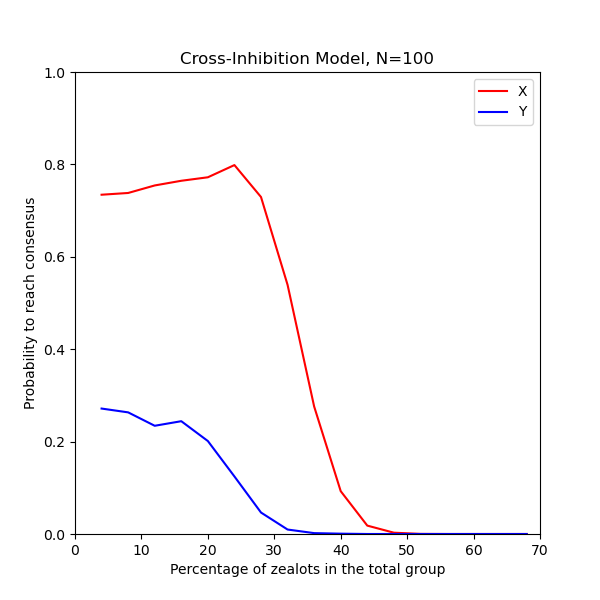 Cross-Inhibition Model, N=100
X
Y
1.0
0.8
0.6
0.4
0.2
0.0
Probability to reach consensus
0 10 20 30 40 50 60 70
Percentage of zealots in the total group